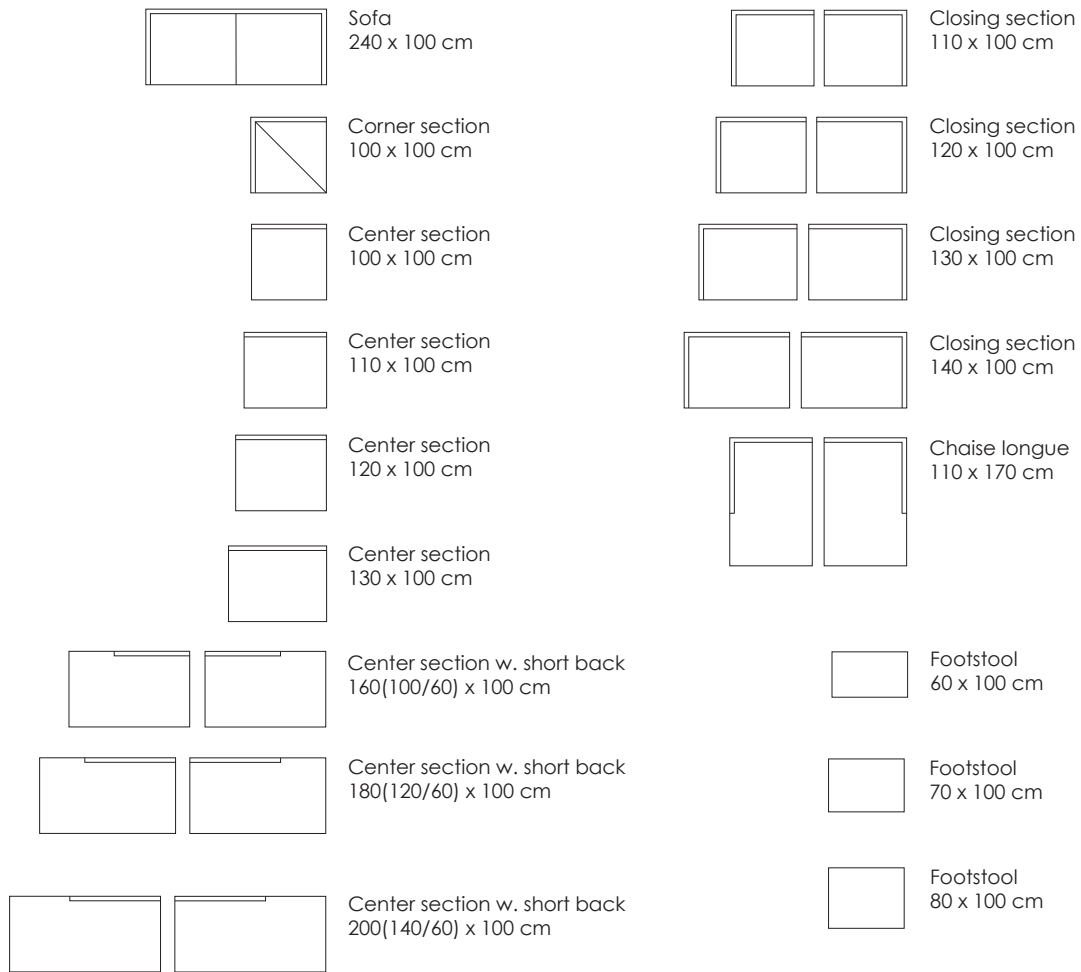 Sofa
240 x 100 cm
Corner section
100 x 100 cm
Center section
100 x 100 cm
Center section
110 x 100 cm
Center section
120 x 100 cm
Center section
130 x 100 cm
Center section w. short back
160(100/60) x 100 cm
Center section w. short back
180(120/60) x 100 cm
Center section w. short back
200(140/60) x 100 cm
Closing section
110 x 100 cm
Closing section
120 x 100 cm
Closing section
130 x 100 cm
Closing section
140 x 100 cm
Chaise longue
110 x 170 cm
Footstool
60 x 100 cm
Footstool
70 x 100 cm
Footstool
80 x 100 cm